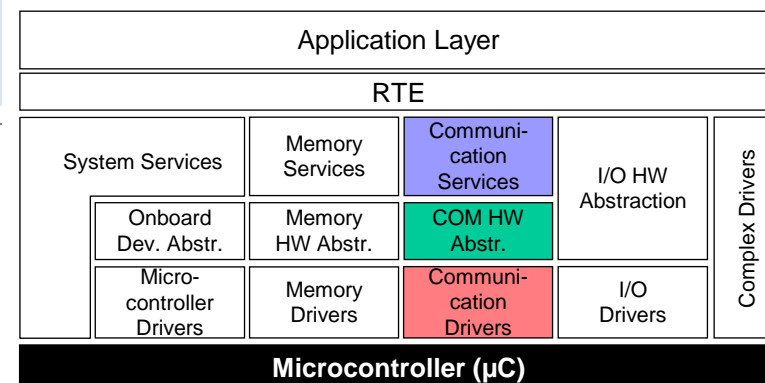 Application Layer
RTE
System Services
Memory
Services
Communi-
cation
Services
I/O HW
Abstraction
Complex Drivers
Onboard
Dev. Abstr.
Memory
HW Abstr.
COM HW
Abstr.
Micro-
controller
Drivers
Memory
Drivers
Communi-
cation
Drivers
I/O
Drivers
Microcontroller (µC)